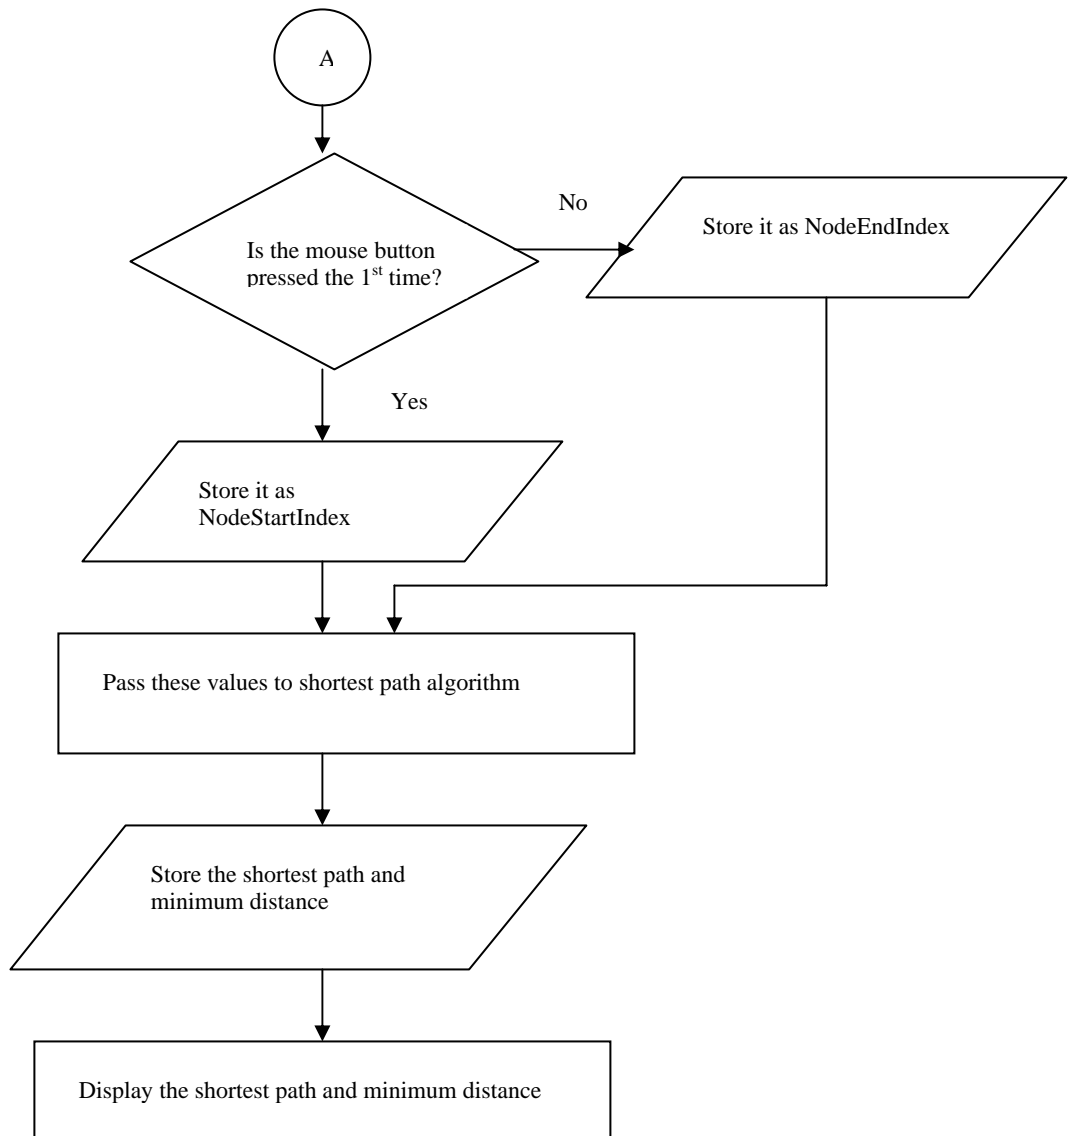 A
No
Store it as NodeEndIndex
Is the mouse button
pressed the 1st time?
Yes
Store it as
NodeStartIndex
Pass these values to shortest path algorithm
Store the shortest path and
minimum distance
Display the shortest path and minimum distance